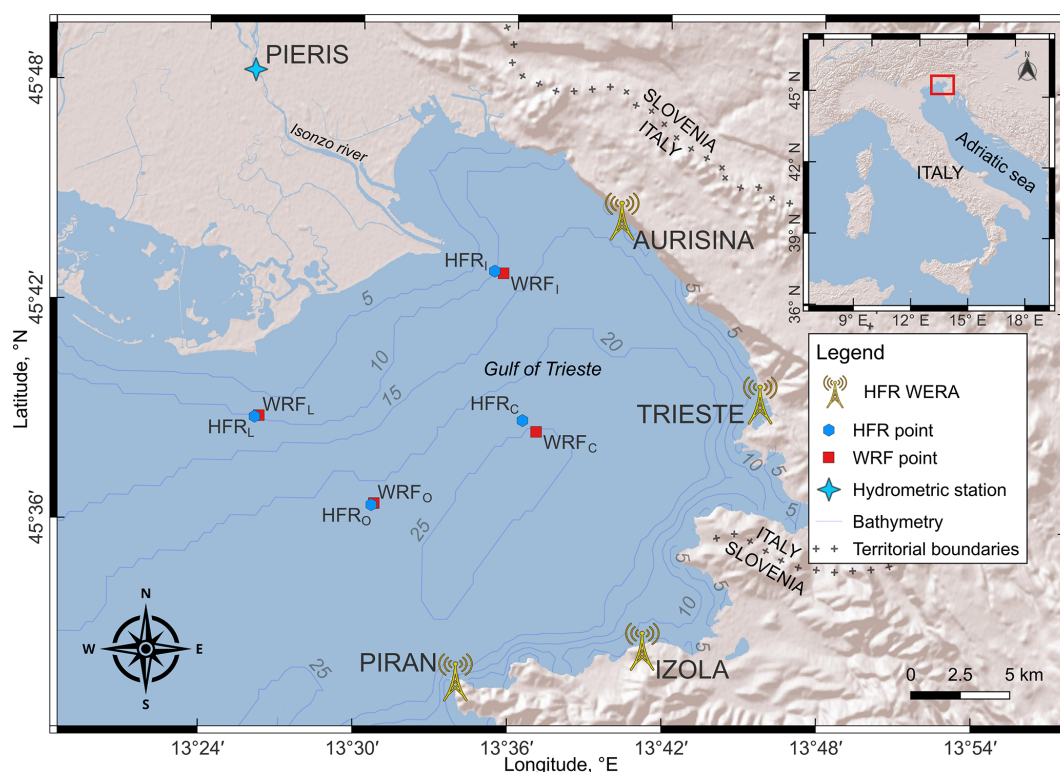 PIERIS
Isonzo river
SLOVENIA
ITALY
AURISINA
HFR_I
WRF_I
5
10
15
20
25
5
5
Gulf of Trieste
WRF_L
HFR_L
HFR_C
WRF_C
TRIESTE
10
5
5
WRF_O
HFR_O
ITALY
SLOVENIA
10
5
25
PIRAN
IZOLA
N
W
E
S
0 2.5 5 km
45°48′
45°42′
45°36′
Latitude, °N
13°24′ 13°30′ 13°36′ 13°42′ 13°48′ 13°54′
Longitude, °E
N
ITALY
Adriatic sea
45° N
42° N
39° N
36° N
9° E 12° E 15° E 18° E
Legend
HFR WERA
HFR point
WRF point
Hydrometric station
Bathymetry
Territorial boundaries